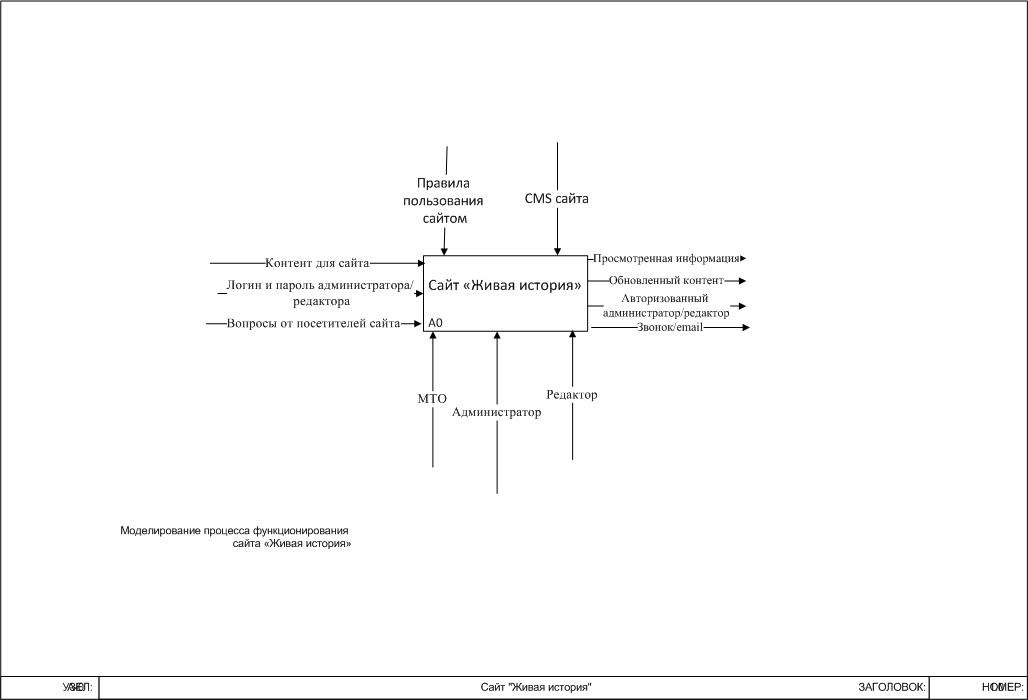 Правила
пользования
сайтом
CMS сайта
Контент для сайта
Логин и пароль администратора/
редактора
Вопросы от посетителей сайта
Сайт «Живая история»
A0
Просмотренная информация
Обновленный контент
Авторизованный
администратор/редактор
Звонок/email
МТО
Администратор
Редактор
Моделирование процесса функционирования
сайта «Живая история»
Сайт "Живая история"
ЗАГОЛОВОК: